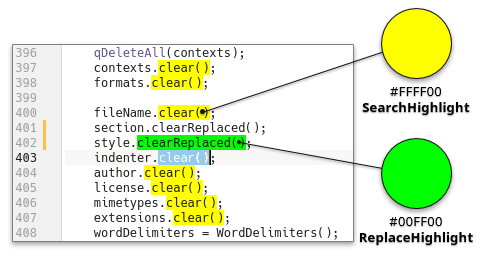 396 qDeleteAll(contexts);
397 contexts.clear();
398 formats.clear();
399
400 fileName.clear();
401 section.clearReplaced();
402 style.clearReplaced();
403 indenter.clear();
404 author.clear();
405 license.clear();
406 mimetypes.clear();
407 extensions.clear();
408 wordDelimiters = WordDelimiters();
#FFFF00
SearchHighlight
#00FF00
ReplaceHighlight